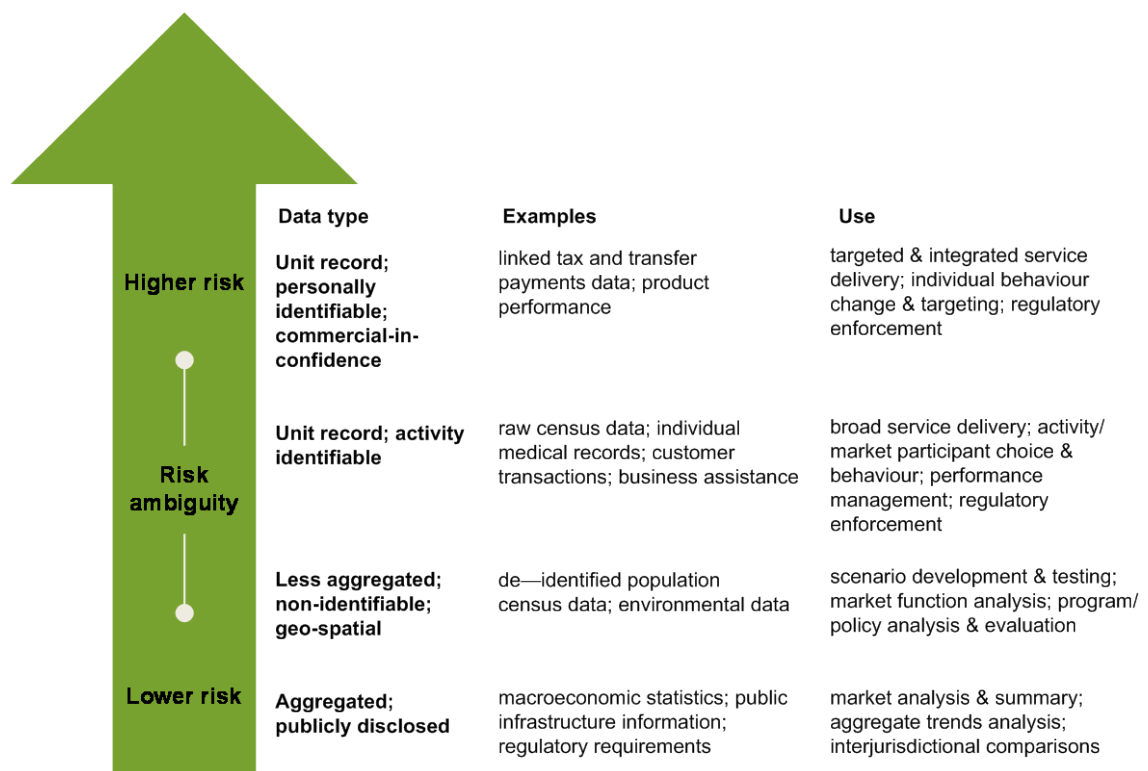 Data type
Examples
Use
Higher risk
Unit record;
personally
identifiable;
commercial-in-
confidence
linked tax and transfer
payments data; product
performance
targeted & integrated service
delivery; individual behaviour
change & targeting; regulatory
enforcement
Risk
ambiguity
Unit record; activity
identifiable
raw census data; individual
medical records; customer
transactions; business assistance
broad service delivery; activity/
market participant choice &
behaviour; performance
management; regulatory
enforcement
Less aggregated;
non-identifiable;
geo-spatial
de—identified population
census data; environmental data
scenario development & testing;
market function analysis; program/
policy analysis & evaluation
Lower risk
Aggregated;
publicly disclosed
macroeconomic statistics; public
infrastructure information;
regulatory requirements
market analysis & summary;
aggregate trends analysis;
interjurisdictional comparisons